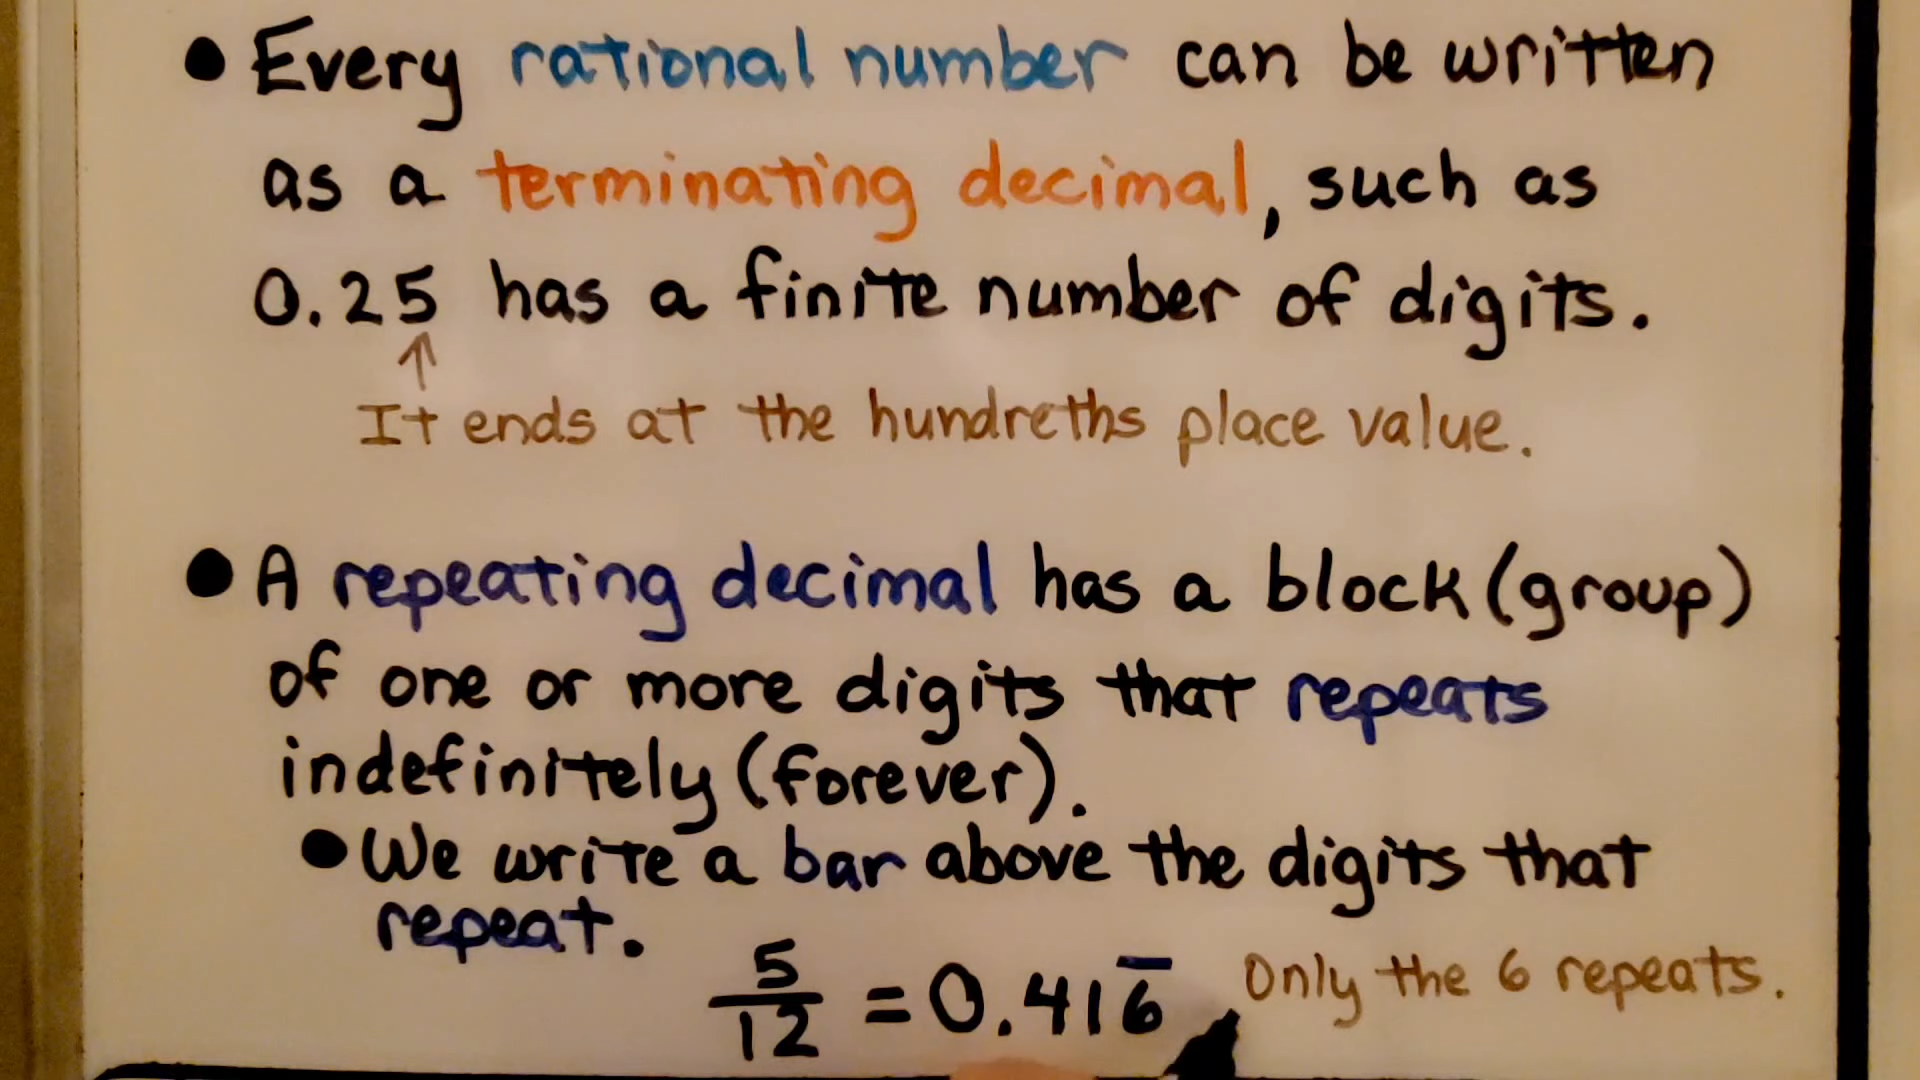 • Every rational number can be written
as a terminating decimal, such as
0.25 has a finite number of digits.
↑
It ends at the hundreths place value.
• A repeating decimal has a block (group)
of one or more digits that repeats
indefinitely (forever).
• We write a bar above the digits that
repeat.
5/12 = 0.416̅ Only the 6 repeats.